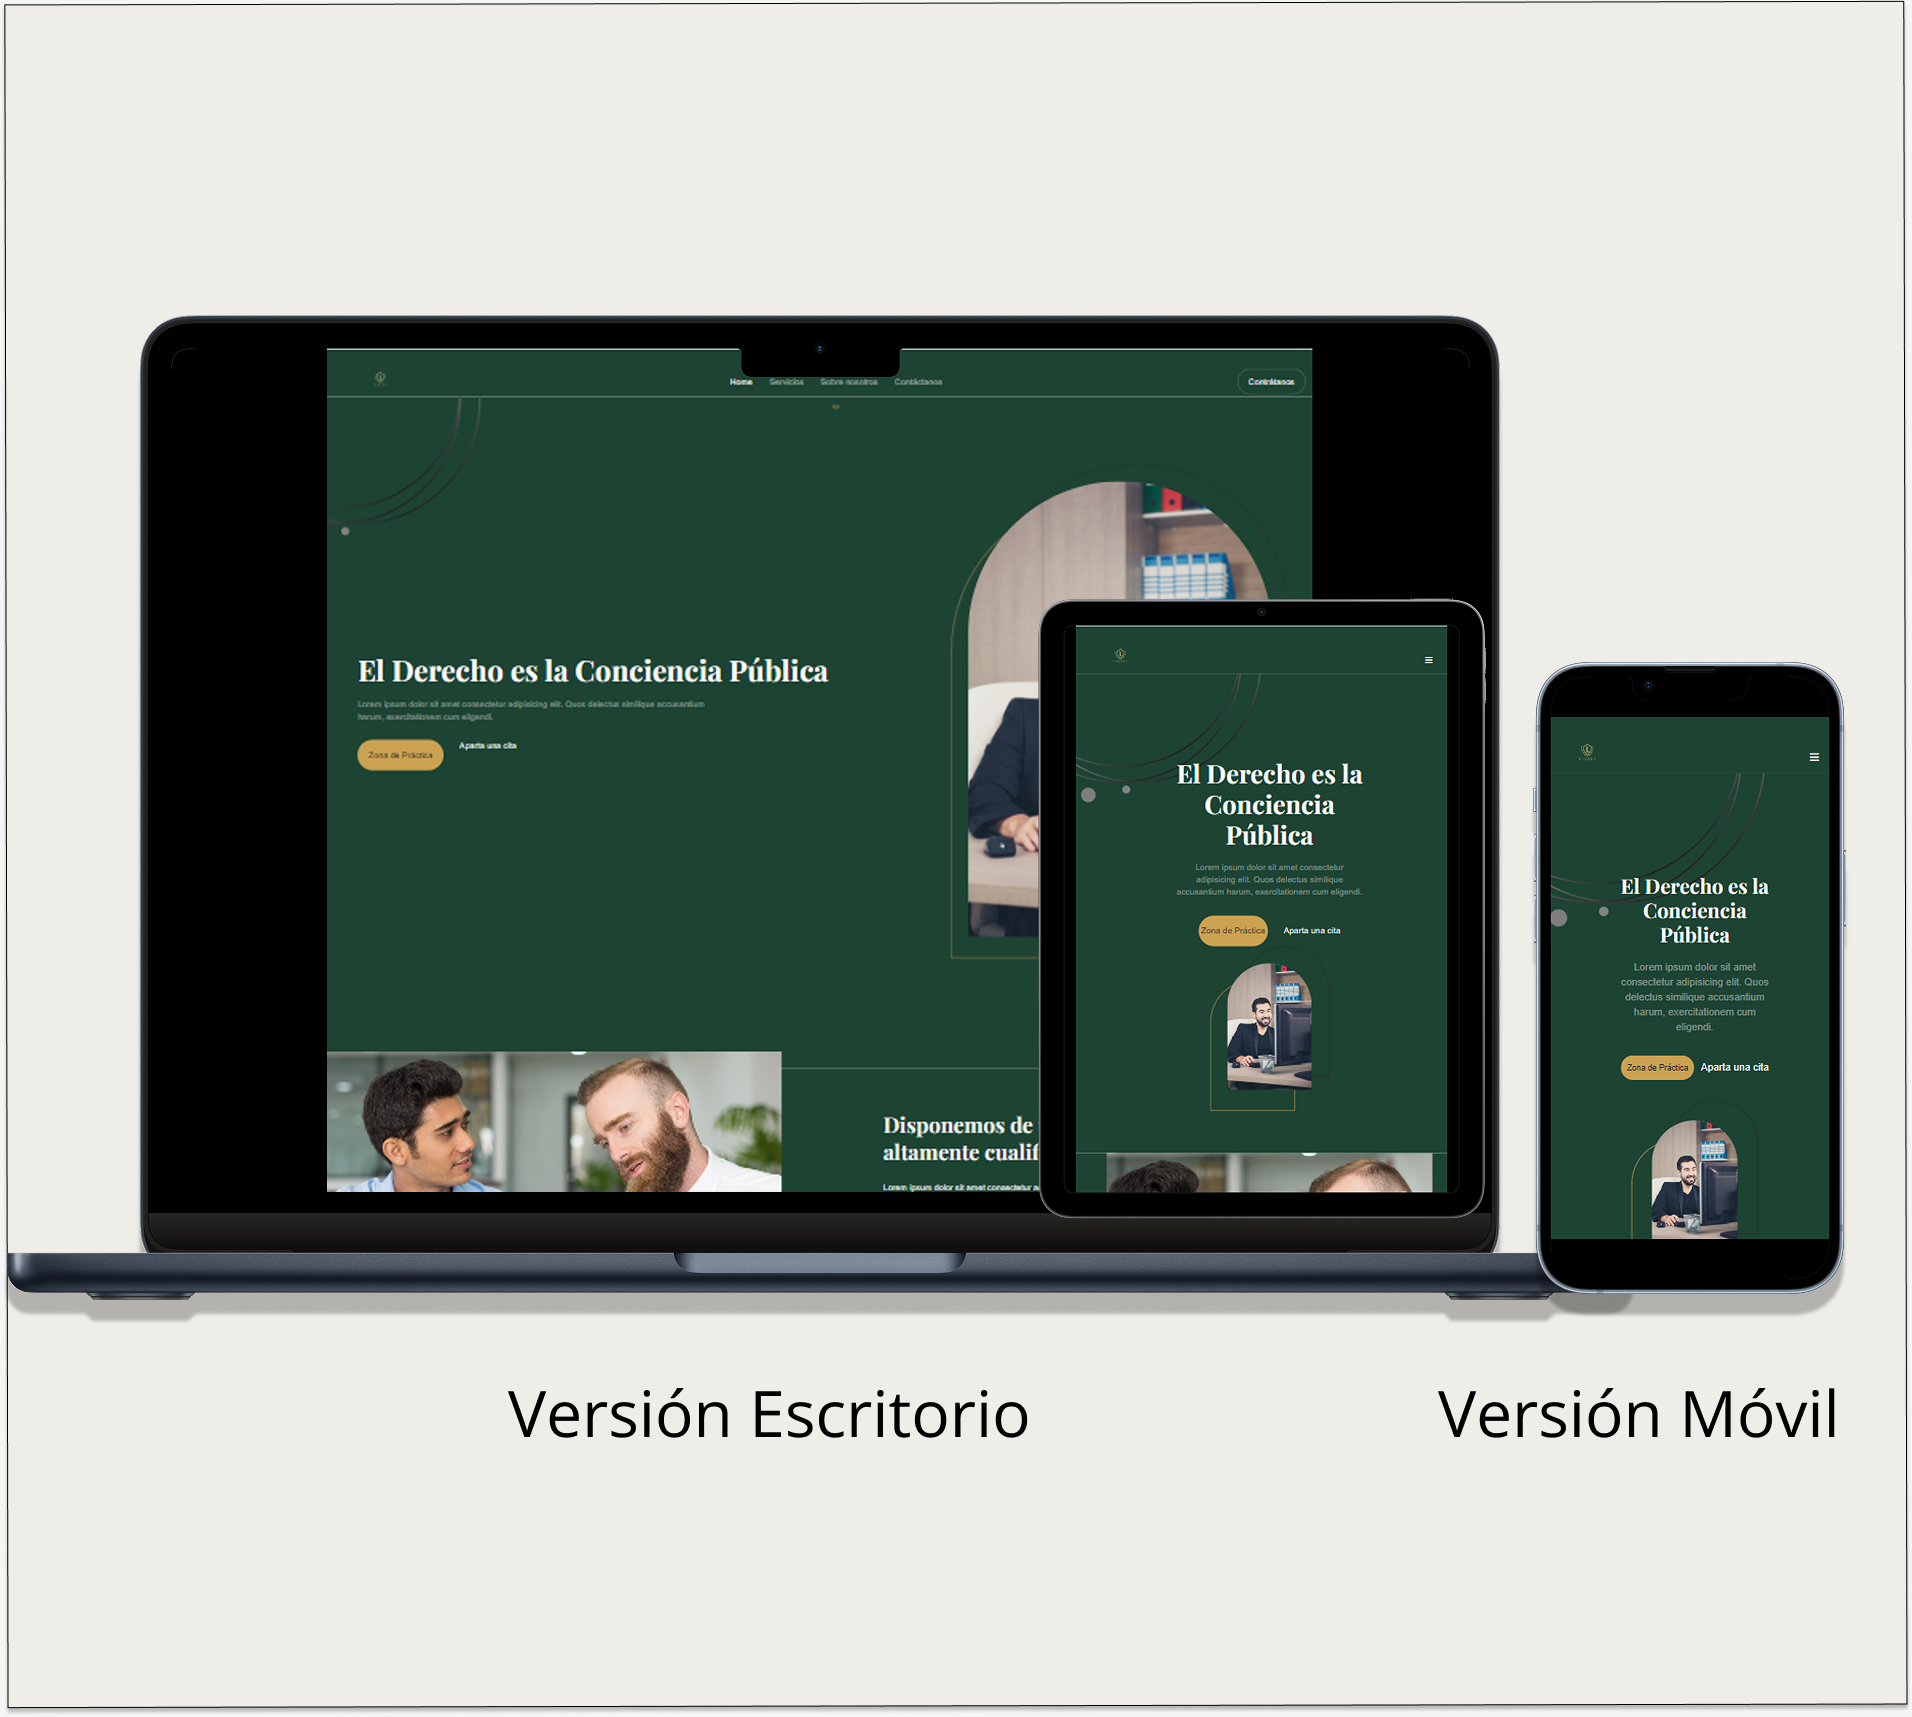 Home Servicios Sobre nosotros Contáctanos Contrátanos
El Derecho es la Conciencia Pública
Lorem ipsum dolor sit amet consectetur adipisicing elit. Quos delectus similique accusantium
harum, exercitationem cum eligendi.
Zona de Práctica Aparta una cita
Disponemos de
altamente cualif
Lorem ipsum dolor sit amet consectetur a
El Derecho es la
Conciencia
Pública
Lorem ipsum dolor sit amet consectetur
adipisicing elit. Quos delectus similique
accusantium harum, exercitationem cum eligendi.
Zona de Práctica Aparta una cita
El Derecho es la
Conciencia
Pública
Lorem ipsum dolor sit amet
consectetur adipisicing elit. Quos
delectus similique accusantium
harum, exercitationem cum
eligendi.
Zona de Práctica Aparta una cita
Versión Escritorio
Versión Móvil